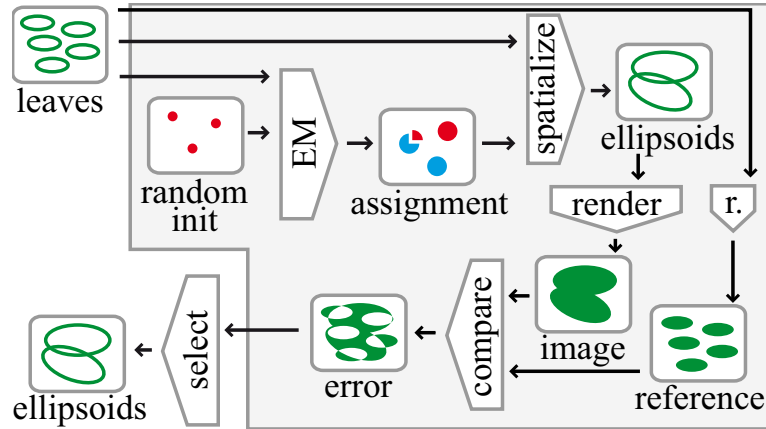 leaves
random
init
EM
assignment
spatialize
ellipsoids
render
r.
image
reference
compare
error
select
ellipsoids